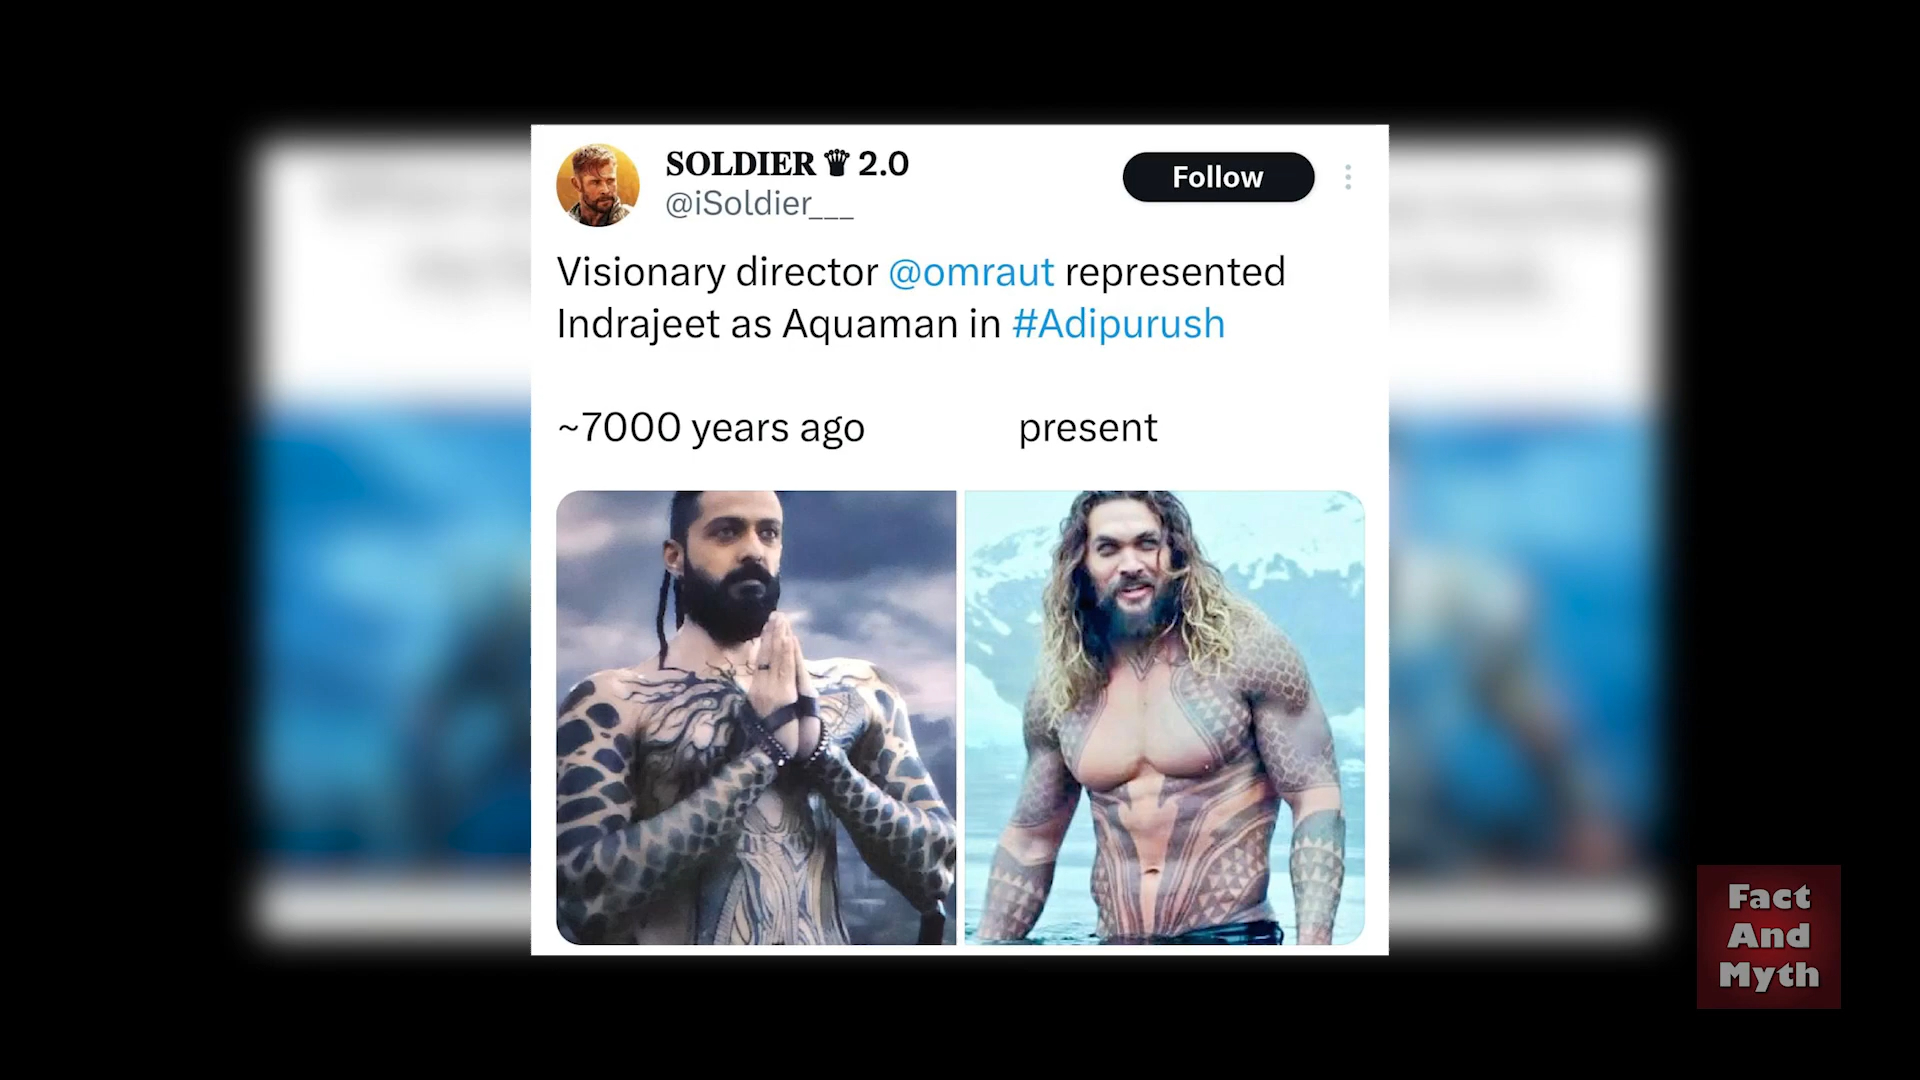 SOLDIER ♛ 2.0
Follow
@iSoldier___
Visionary director @omraut represented
Indrajeet as Aquaman in #Adipurush
~7000 years ago present
Fact
And
Myth